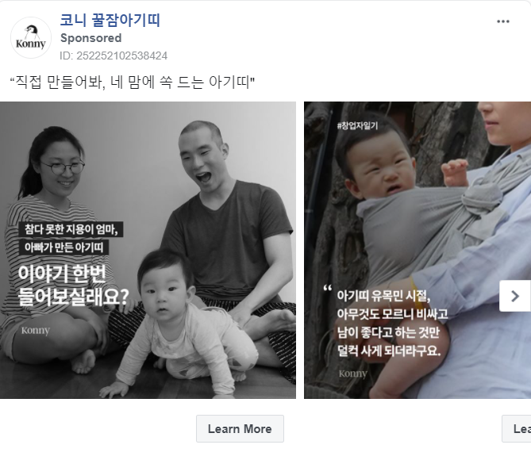 Konny
코니 꿀잠아기띠
Sponsored
ID: 252252102538424
“직접 만들어봐, 네 맘에 쏙 드는 아기띠"
참다 못한 지용이 엄마,
아빠가 만든 아기띠
이야기 한번
들어보실래요?
Konny
#창업자일기
“ 아기띠 유목민 시절,
아무것도 모르니 비싸고
남이 좋다고 하는 것만
덜컥 사게 되더라구요.
Konny
Learn More
Lea